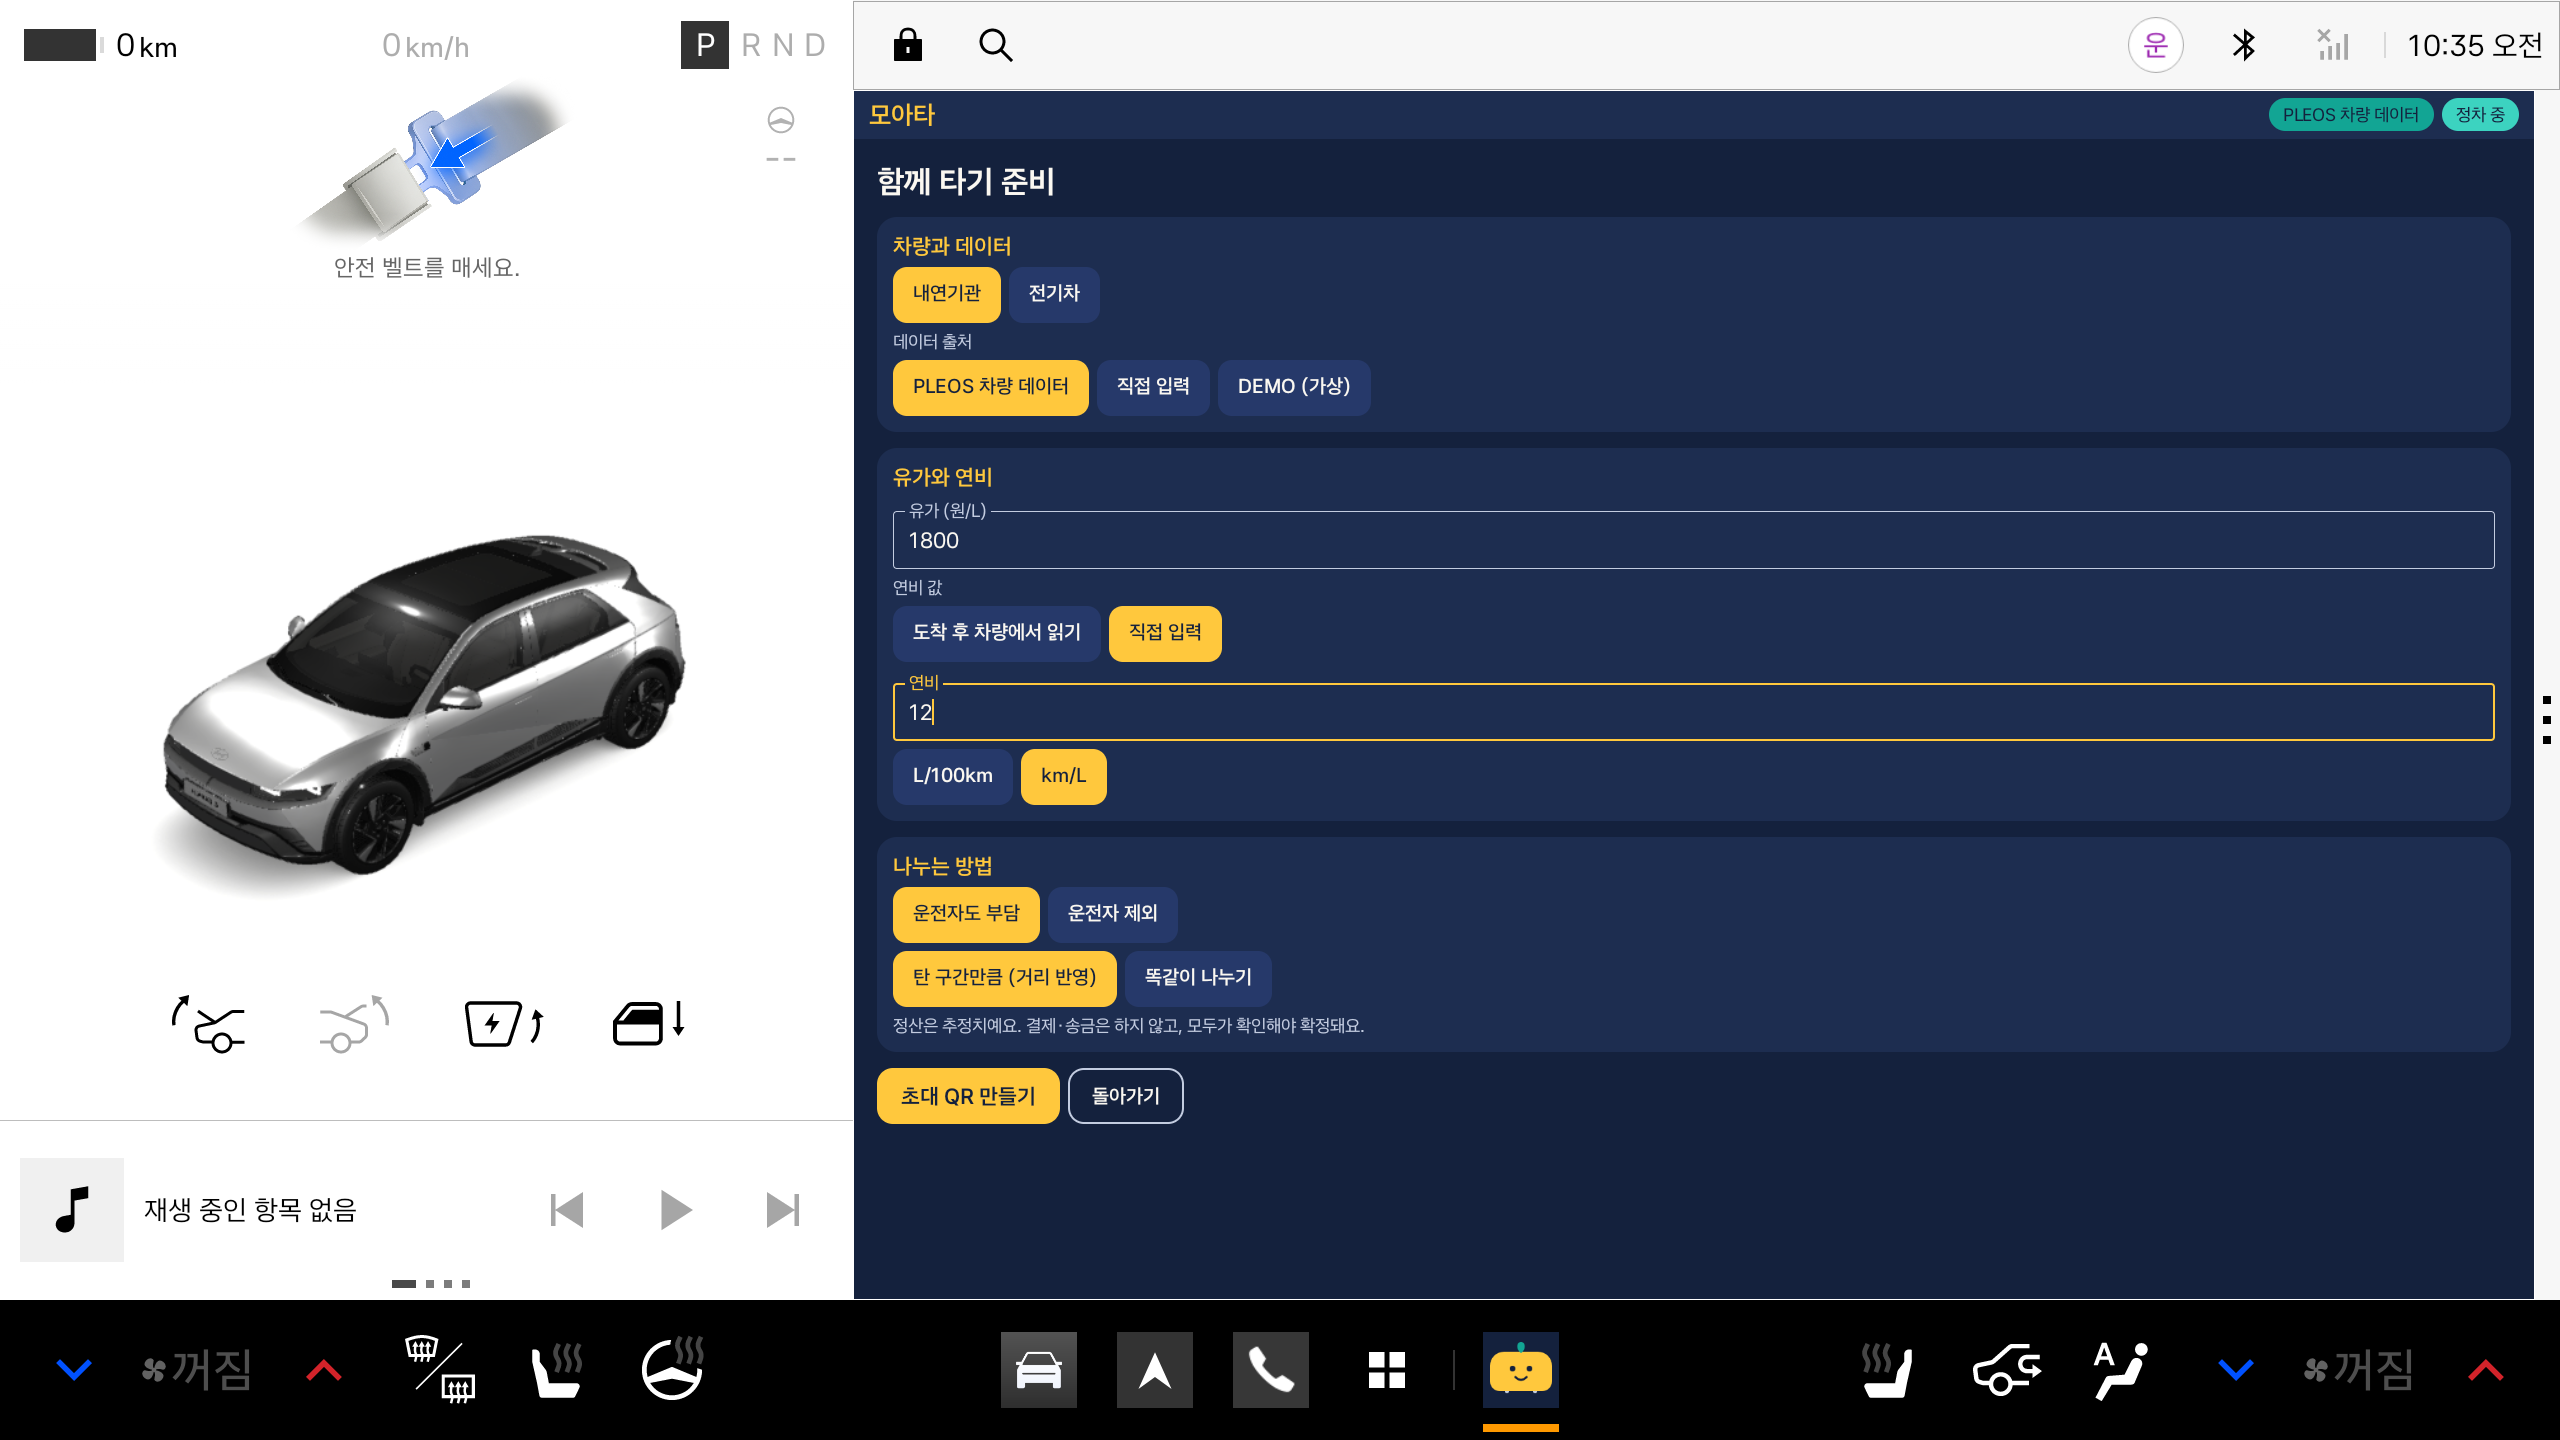 0 km
0 km/h
P R N D
운
10:35 오전
안전 벨트를 매세요.
재생 중인 항목 없음
모아타
PLEOS 차량 데이터
정차 중
함께 타기 준비
차량과 데이터
내연기관
전기차
데이터 출처
PLEOS 차량 데이터
직접 입력
DEMO (가상)
유가와 연비
유가 (원/L)
1800
연비 값
도착 후 차량에서 읽기
직접 입력
연비
12
L/100km
km/L
나누는 방법
운전자도 부담
운전자 제외
탄 구간만큼 (거리 반영)
똑같이 나누기
정산은 추정치예요. 결제·송금은 하지 않고, 모두가 확인해야 확정돼요.
초대 QR 만들기
돌아가기
꺼짐
A
꺼짐